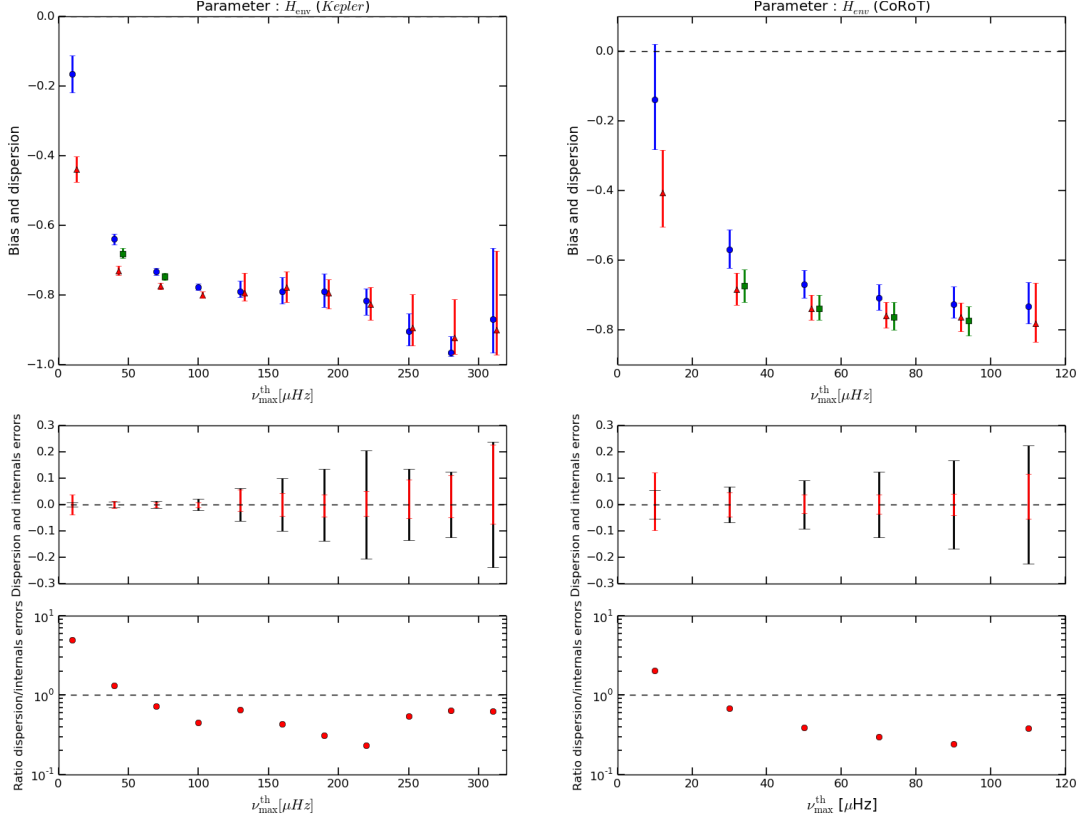 Parameter : H_env (Kepler)
Bias and dispersion
0.0
−0.2
−0.4
−0.6
−0.8
−1.0
0 50 100 150 200 250 300
ν_max^th [μHz]
Parameter : H_env (CoRoT)
Bias and dispersion
0.0
−0.2
−0.4
−0.6
−0.8
0 20 40 60 80 100 120
ν_max^th [μHz]
Dispersion and internals errors
0.3
0.2
0.1
0.0
−0.1
−0.2
−0.3
Dispersion and internals errors
0.3
0.2
0.1
0.0
−0.1
−0.2
−0.3
Ratio dispersion/internals errors
10^1
10^0
10^-1
0 50 100 150 200 250 300
ν_max^th [μHz]
Ratio dispersion/internals errors
10^1
10^0
10^-1
0 20 40 60 80 100 120
ν_max^th [μHz]